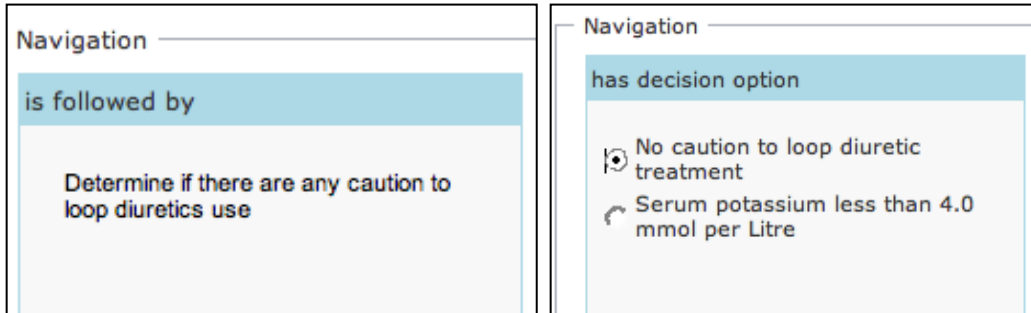 Navigation
is followed by
Determine if there are any caution to
loop diuretics use
Navigation
has decision option
No caution to loop diuretic
treatment
Serum potassium less than 4.0
mmol per Litre